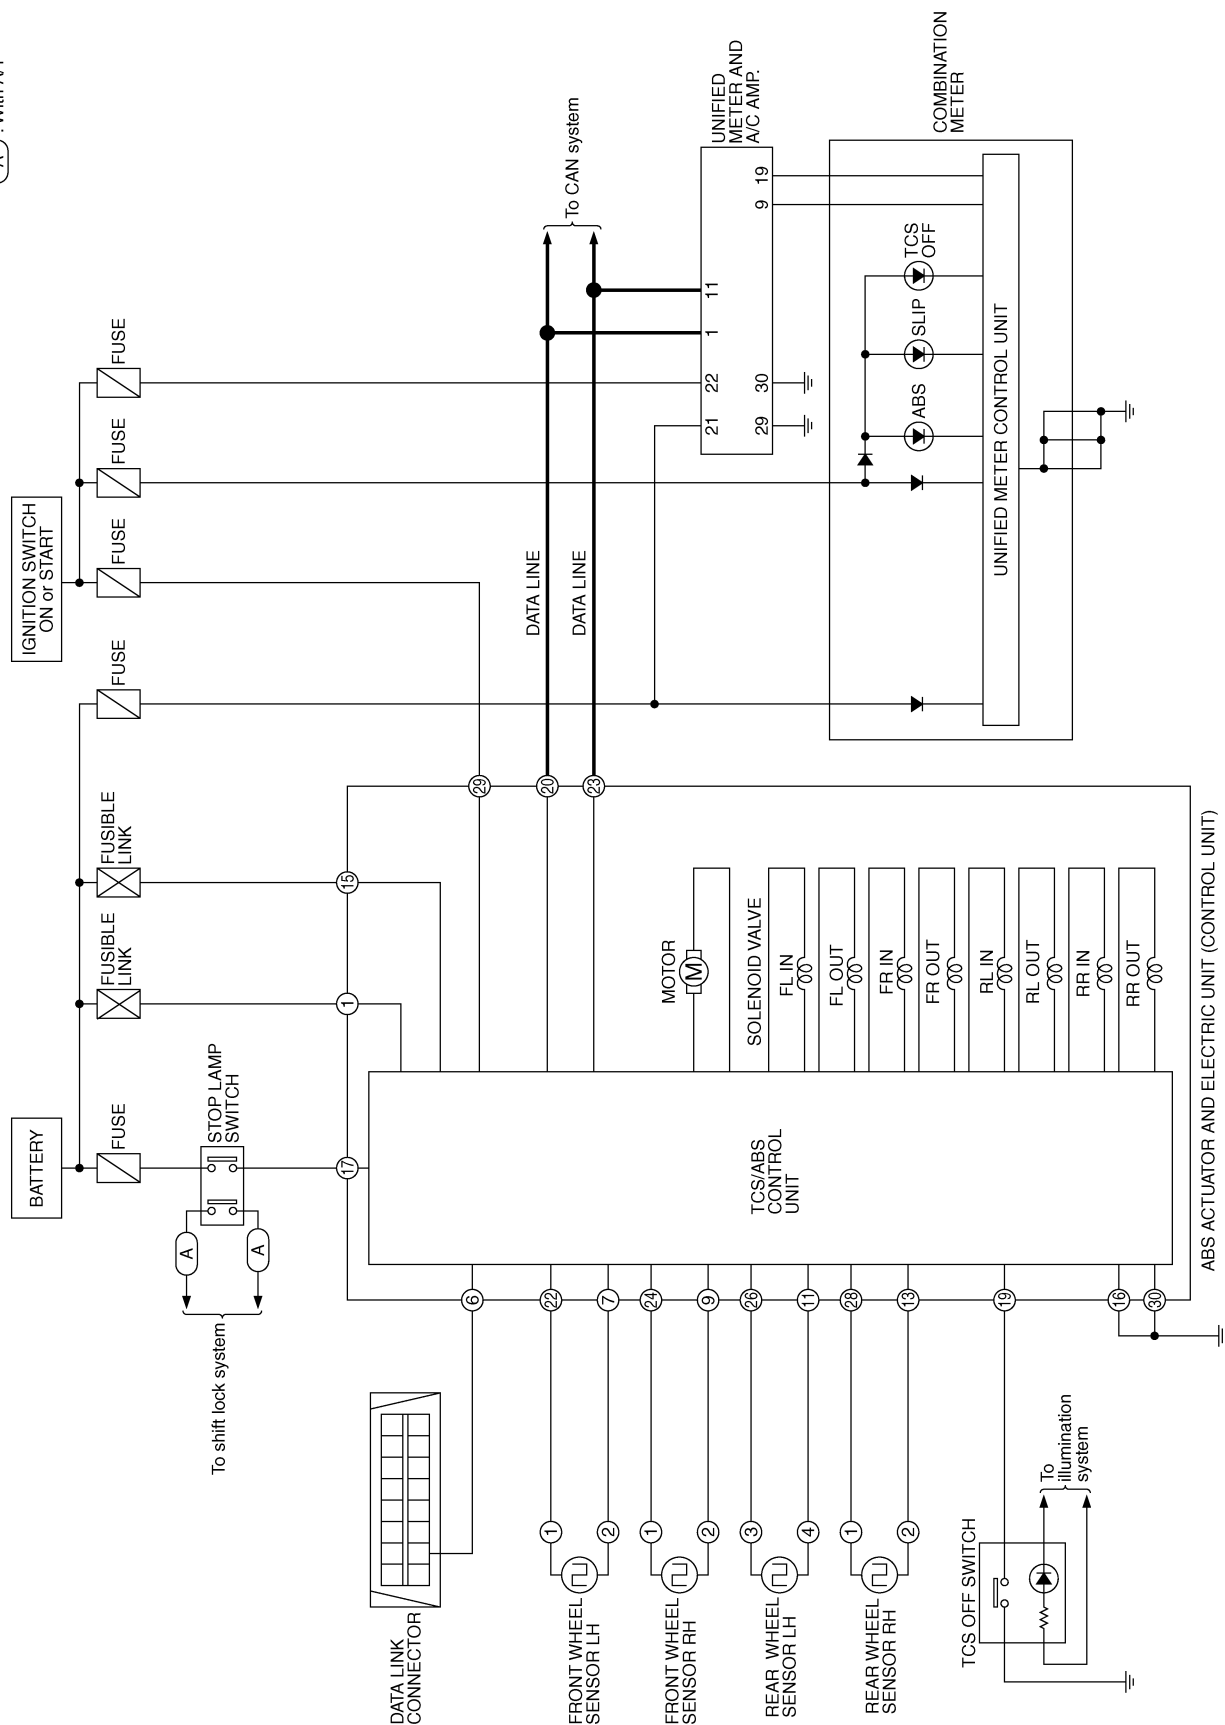 : With A/T
BATTERY
IGNITION SWITCH
ON or START
FUSE
FUSIBLE
LINK
FUSIBLE
LINK
FUSE
FUSE
FUSE
FUSE
STOP LAMP
SWITCH
A
A
To shift lock system
17
1
15
29
20
23
DATA LINE
DATA LINE
To CAN system
UNIFIED
METER AND
A/C AMP.
21
22
1
11
29
30
9
19
COMBINATION
METER
ABS
SLIP
TCS
OFF
UNIFIED METER CONTROL UNIT
MOTOR
M
SOLENOID VALVE
FL IN
FL OUT
FR IN
FR OUT
RL IN
RL OUT
RR IN
RR OUT
TCS/ABS
CONTROL
UNIT
ABS ACTUATOR AND ELECTRIC UNIT (CONTROL UNIT)
6
22
7
24
9
26
11
28
13
19
16
30
DATA LINK
CONNECTOR
1
2
FRONT WHEEL
SENSOR LH
1
2
FRONT WHEEL
SENSOR RH
3
4
REAR WHEEL
SENSOR LH
1
2
REAR WHEEL
SENSOR RH
TCS OFF SWITCH
To
illumination
system